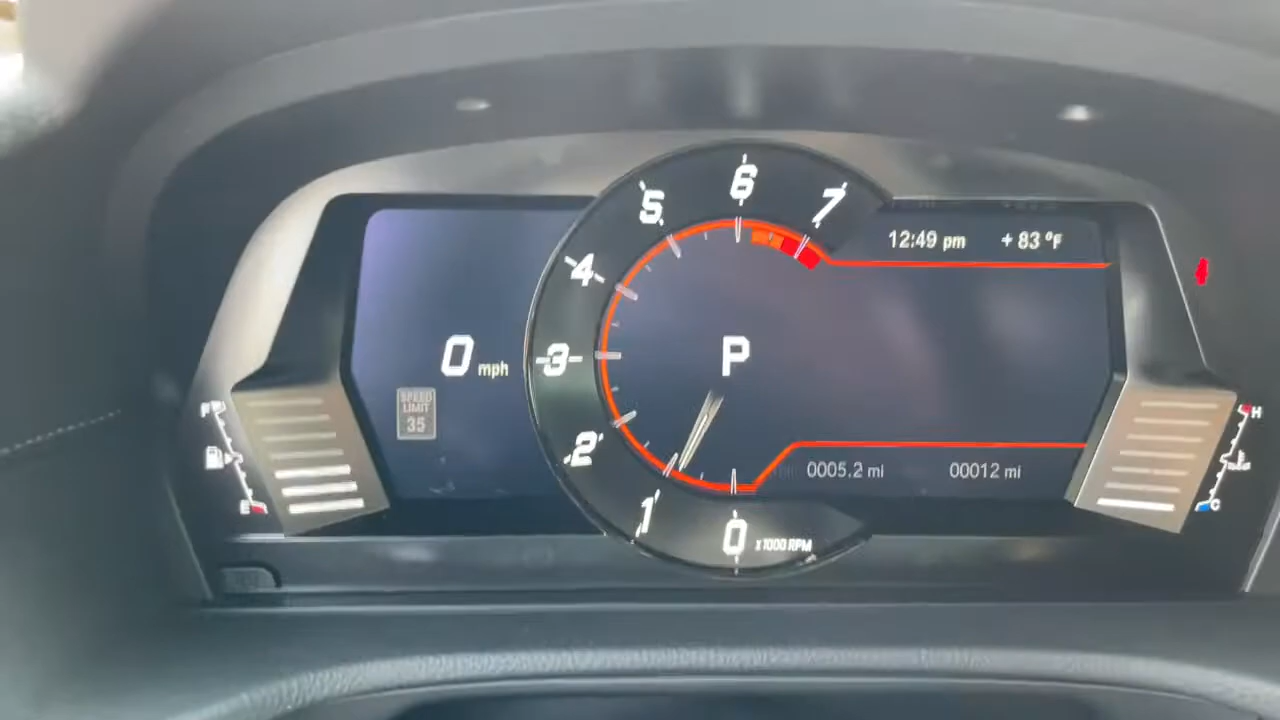 6
5
7
12:49 pm
+ 83 °F
4
0 mph
3
P
SPEED
LIMIT
35
F
H
2
0005.2 mi
00012 mi
E
C
1
0
x1000 RPM